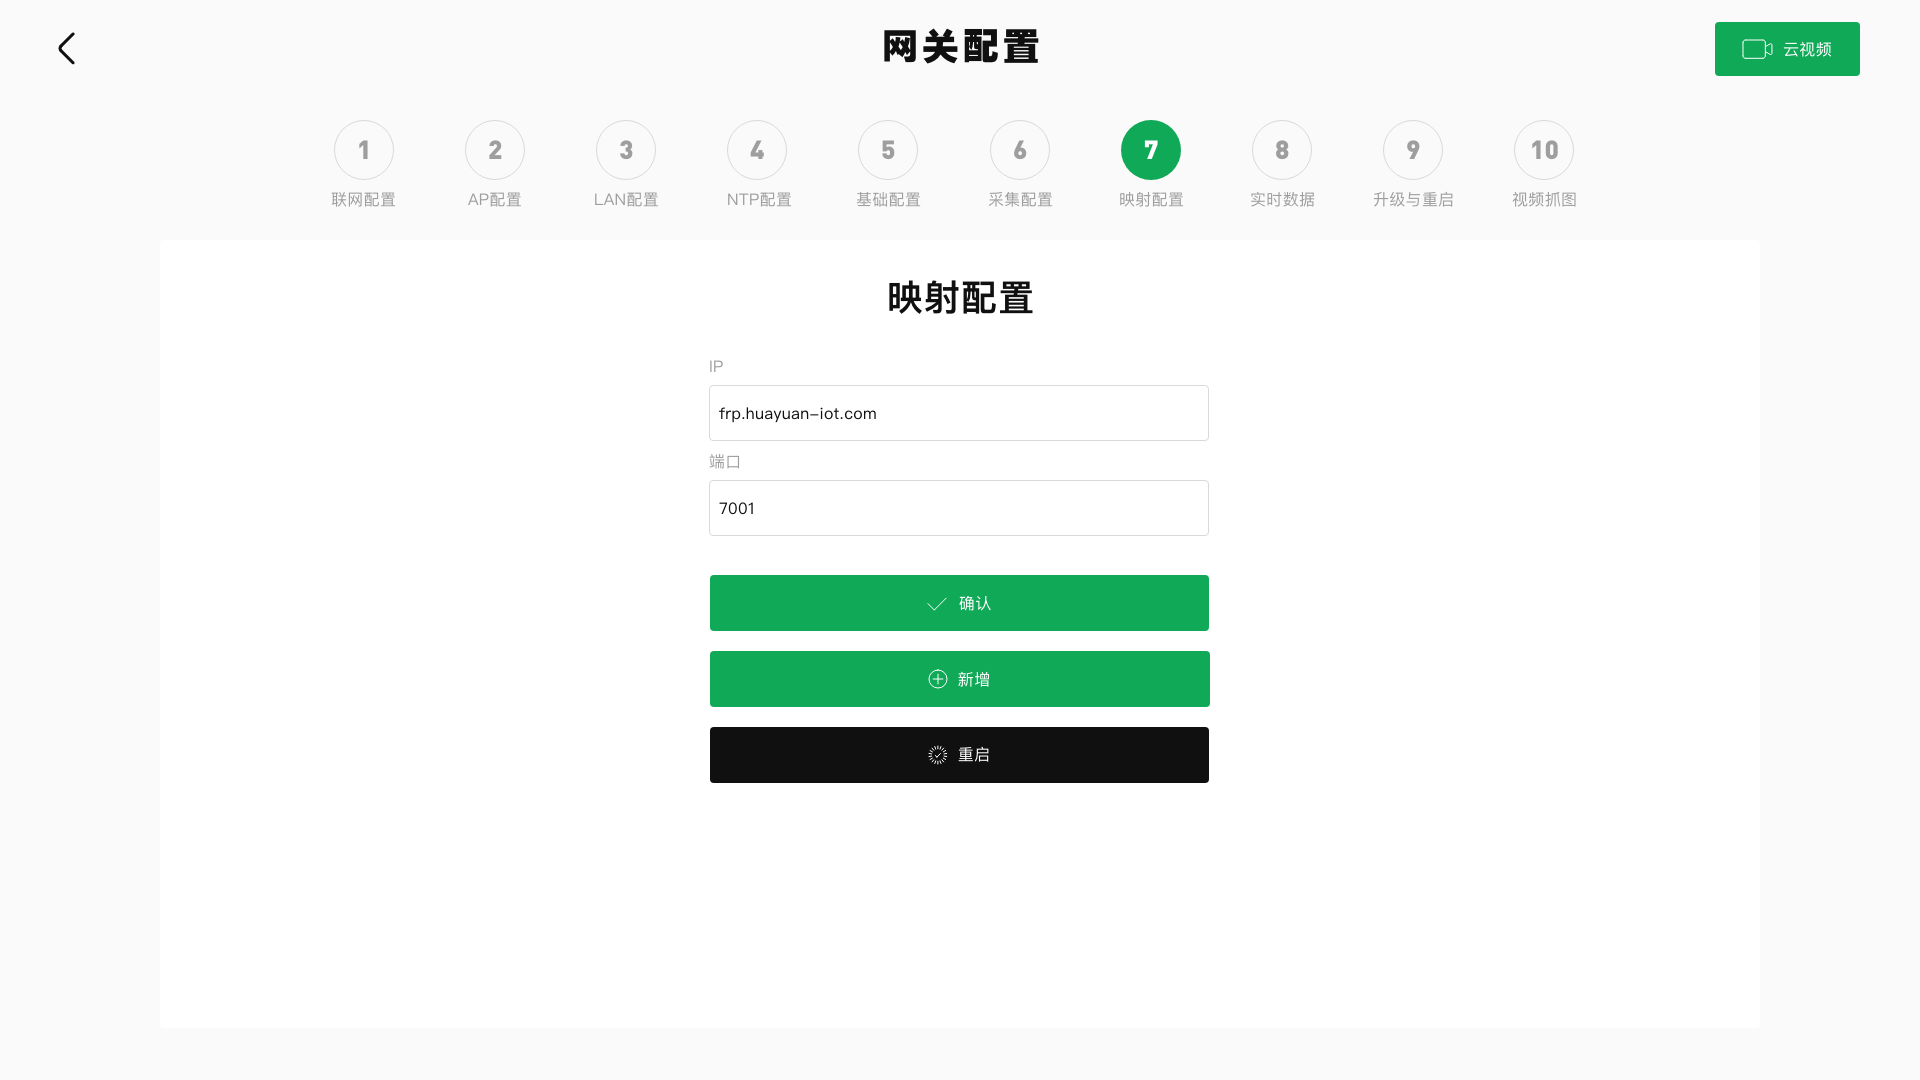 网关配置
云视频
1
2
3
4
5
6
7
8
9
10
联网配置
AP配置
LAN配置
NTP配置
基础配置
采集配置
映射配置
实时数据
升级与重启
视频抓图
映射配置
IP
frp.huayuan-iot.com
端口
7001
确认
新增
重启